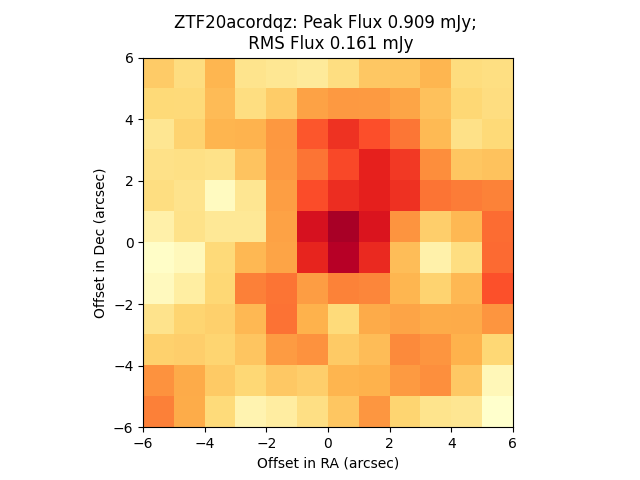 ZTF20acordqz: Peak Flux 0.909 mJy;
RMS Flux 0.161 mJy
6
4
2
0
−2
−4
−6
Offset in Dec (arcsec)
−6 −4 −2 0 2 4 6
Offset in RA (arcsec)